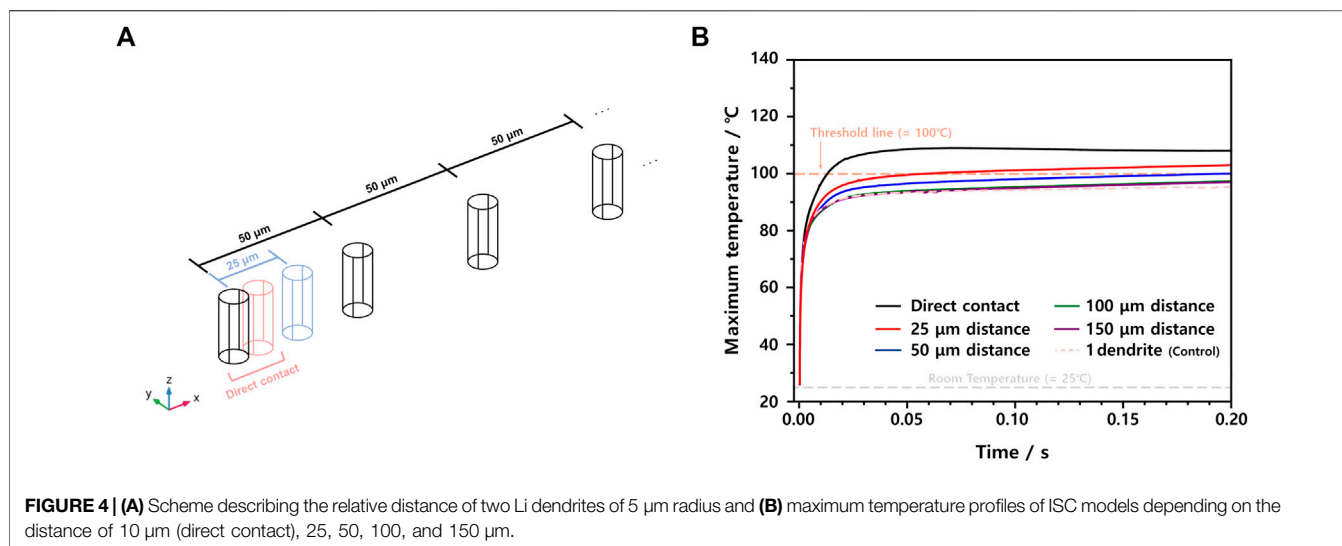 A
50 μm
50 μm
50 μm
25 μm
Direct contact
z
y
x
...
...
B
Maximum temperature / ℃
140
120
100
80
60
40
20
Threshold line (= 100℃)
Direct contact
25 μm distance
50 μm distance
100 μm distance
150 μm distance
1 dendrite (Control)
Room Temperature (= 25℃)
0.00
0.05
0.10
0.15
0.20
Time / s
FIGURE 4 | (A) Scheme describing the relative distance of two Li dendrites of 5 μm radius and (B) maximum temperature profiles of ISC models depending on the
distance of 10 μm (direct contact), 25, 50, 100, and 150 μm.